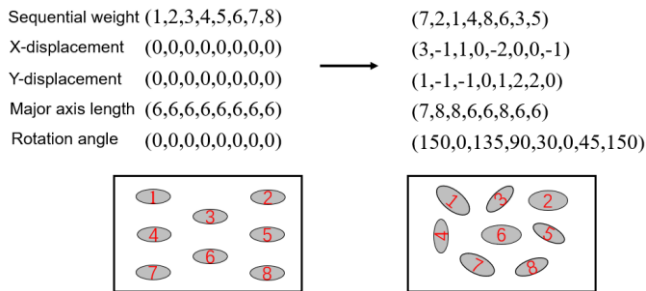 Sequential weight (1,2,3,4,5,6,7,8) (7,2,1,4,8,6,3,5)
X-displacement (0,0,0,0,0,0,0,0) (3,-1,1,0,-2,0,0,-1)
Y-displacement (0,0,0,0,0,0,0,0) (1,-1,-1,0,1,2,2,0)
Major axis length (6,6,6,6,6,6,6,6) (7,8,8,6,6,8,6,6)
Rotation angle (0,0,0,0,0,0,0,0) (150,0,135,90,30,0,45,150)
1 2
3
4 5
6
7 8
1 3 2
4 6 5
7 8